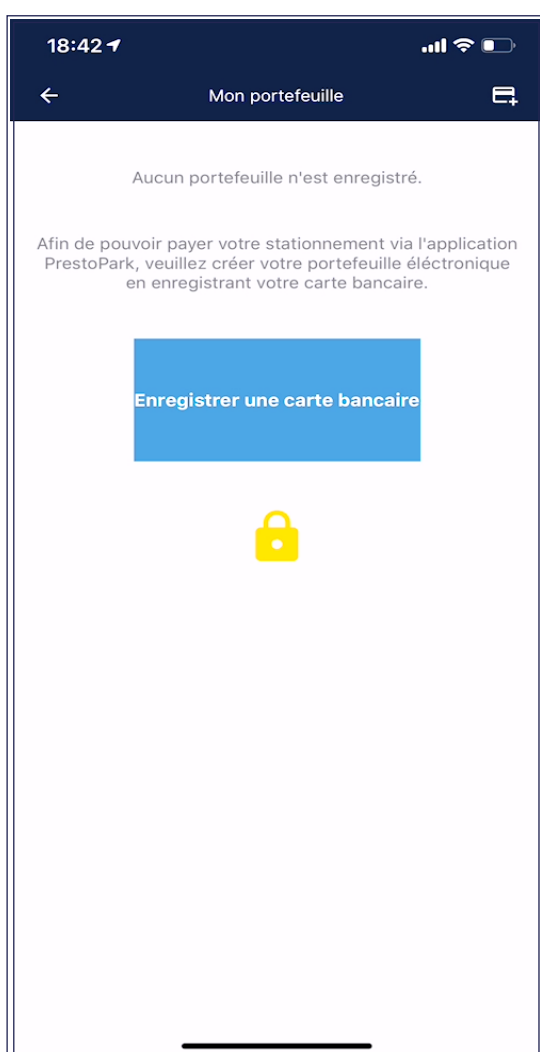 18:42
Mon portefeuille
Aucun portefeuille n'est enregistré.
Afin de pouvoir payer votre stationnement via l'application
PrestoPark, veuillez créer votre portefeuille éléctronique
en enregistrant votre carte bancaire.
Enregistrer une carte bancaire